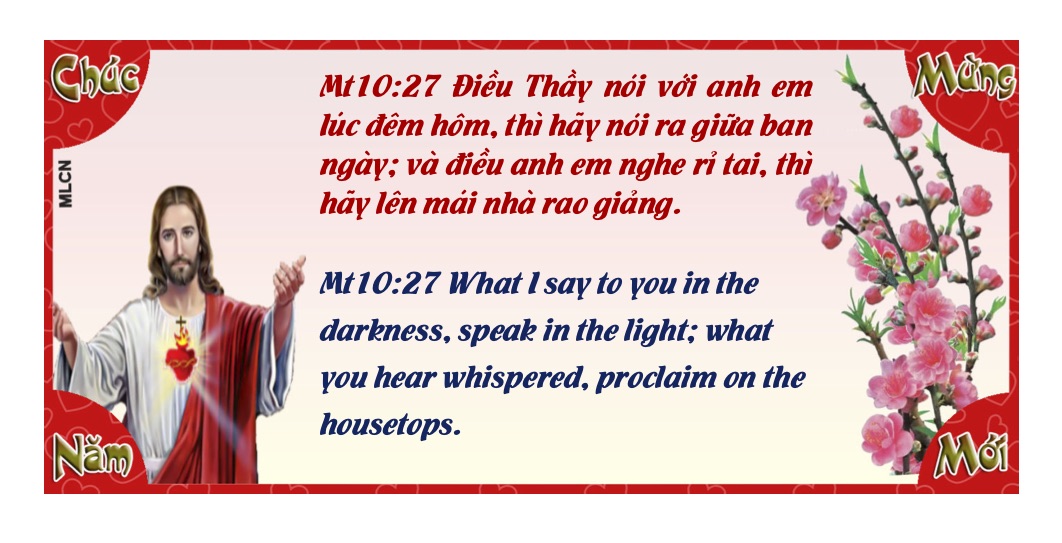 Chúc
Mừng
MLCN
Mt10:27 Điều Thầy nói với anh em
lúc đêm hôm, thì hãy nói ra giữa ban
ngày; và điều anh em nghe rỉ tai, thì
hãy lên mái nhà rao giảng.
Mt10:27 What I say to you in the
darkness, speak in the light; what
you hear whispered, proclaim on the
housetops.
Năm
Mới